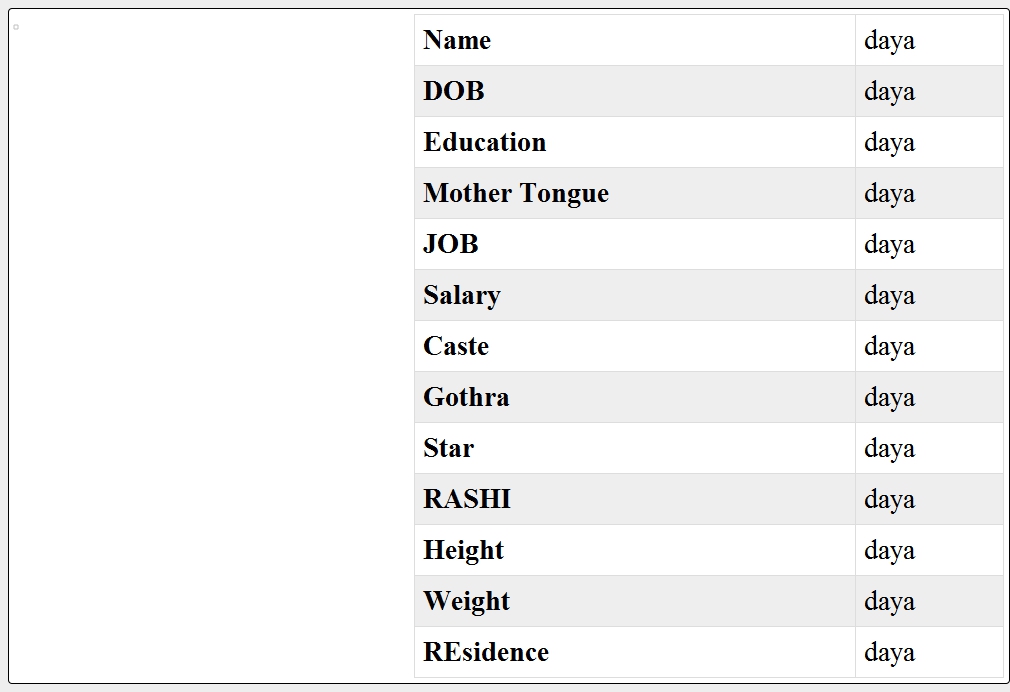 Name daya
DOB daya
Education daya
Mother Tongue daya
JOB daya
Salary daya
Caste daya
Gothra daya
Star daya
RASHI daya
Height daya
Weight daya
REsidence daya